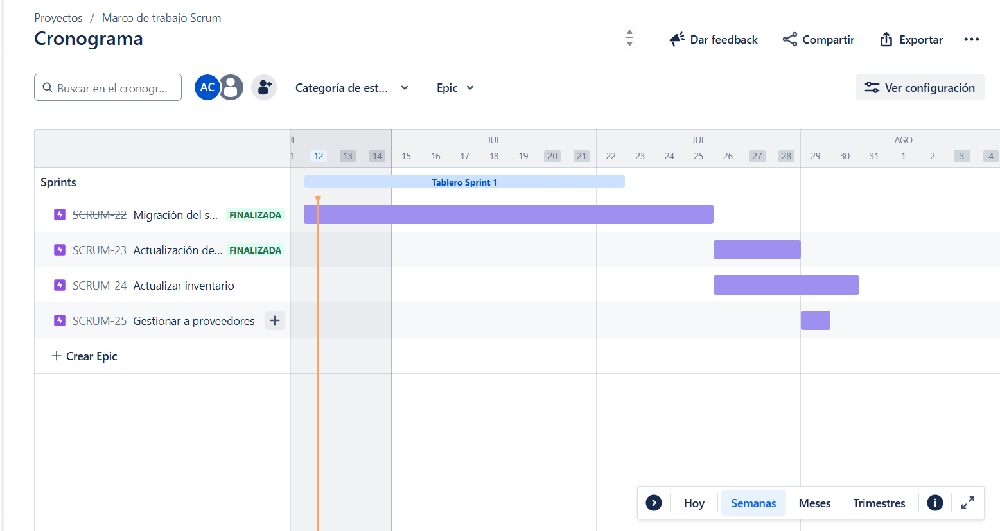 Proyectos / Marco de trabajo Scrum
Cronograma
Dar feedback Compartir Exportar
Buscar en el cronogr... AC Categoría de est... Epic Ver configuración
JUL JUL AGO
12 13 14 15 16 17 18 19 20 21 22 23 24 25 26 27 28 29 30 31 1 2 3 4
Sprints Tablero Sprint 1
SCRUM-22 Migración del s... FINALIZADA
SCRUM-23 Actualización de... FINALIZADA
SCRUM-24 Actualizar inventario
SCRUM-25 Gestionar a proveedores +
+ Crear Epic
Hoy Semanas Meses Trimestres